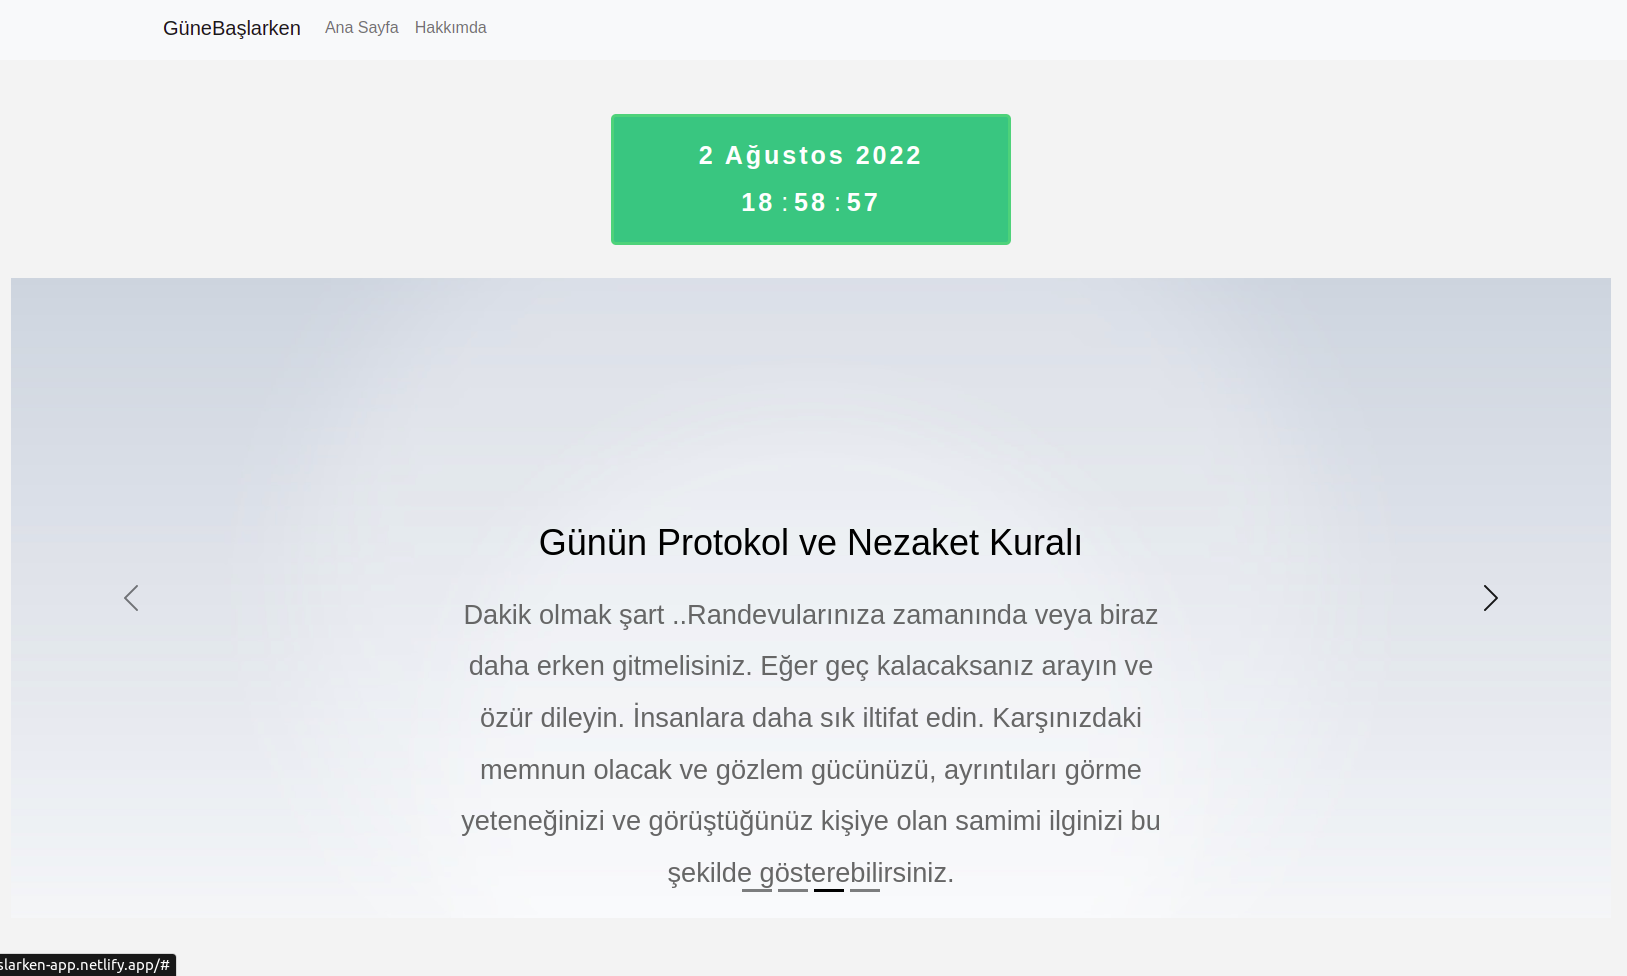 GüneBaşlarken Ana Sayfa Hakkımda
2 Ağustos 2022
18 : 58 : 57
Günün Protokol ve Nezaket Kuralı
Dakik olmak şart ..Randevularınıza zamanında veya biraz
daha erken gitmelisiniz. Eğer geç kalacaksanız arayın ve
özür dileyin. İnsanlara daha sık iltifat edin. Karşınızdaki
memnun olacak ve gözlem gücünüzü, ayrıntıları görme
yeteneğinizi ve görüştüğünüz kişiye olan samimi ilginizi bu
şekilde gösterebilirsiniz.
slarken-app.netlify.app/#